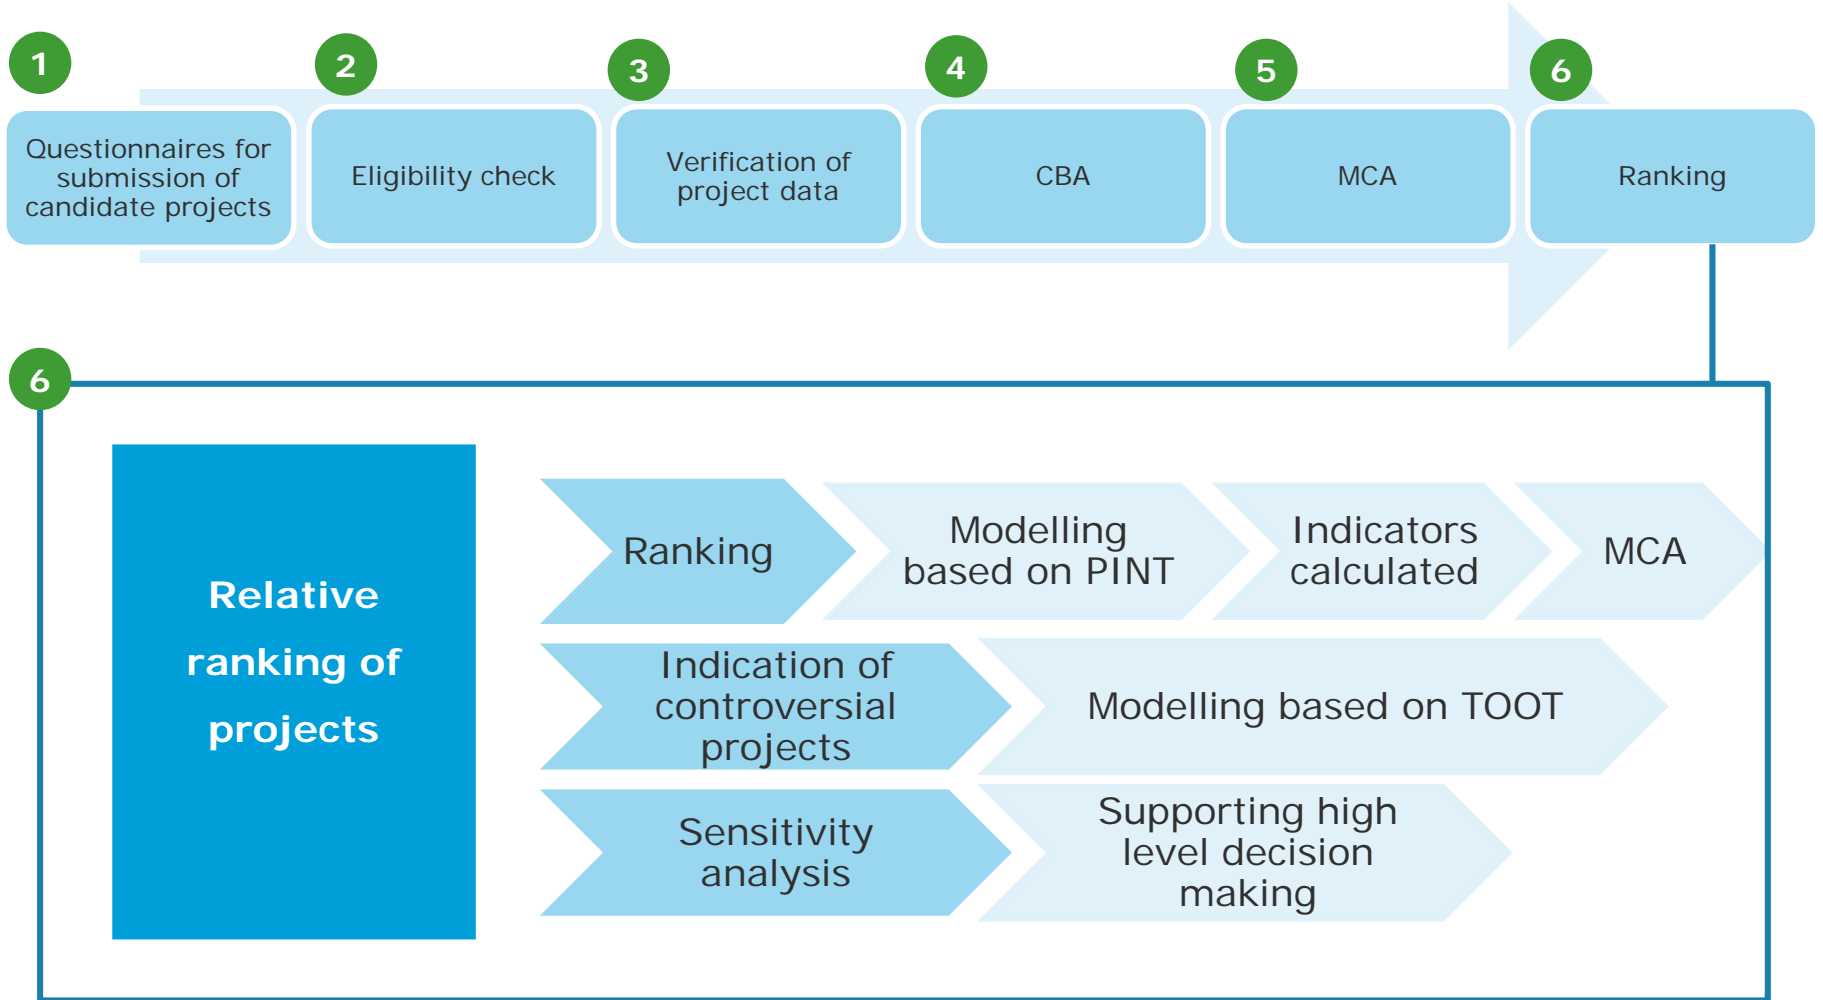 1
2
3
4
5
6
Questionnaires for
submission of
candidate projects
Eligibility check
Verification of
project data
CBA
MCA
Ranking
6
Relative
ranking of
projects
Ranking
Modelling
based on PINT
Indicators
calculated
MCA
Indication of
controversial
projects
Modelling based on TOOT
Sensitivity
analysis
Supporting high
level decision
making